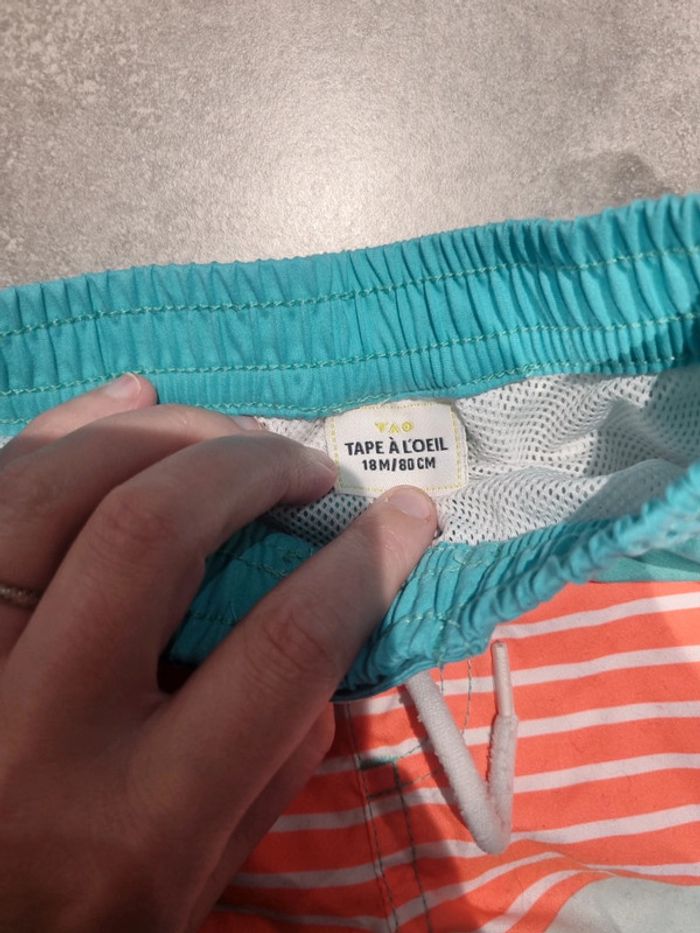 TAO
TAPE À L'OEIL
18M/80CM